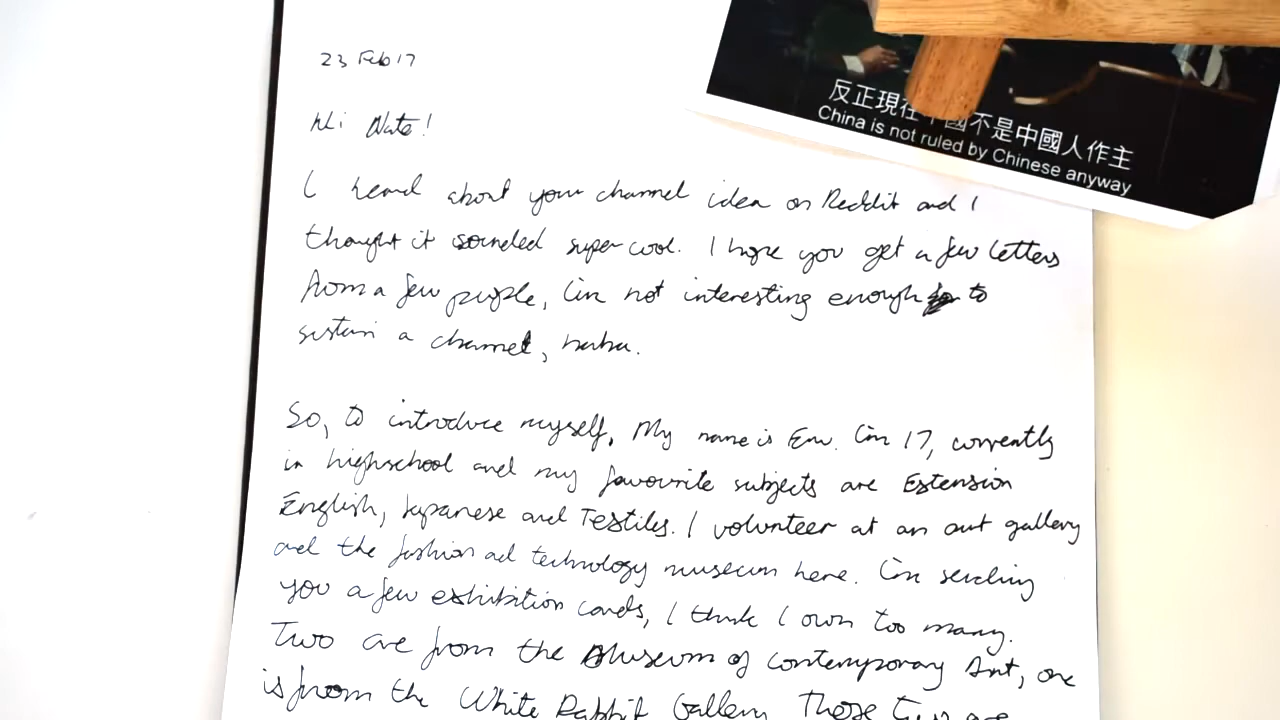 23 Feb 17
反正現在中國不是中國人作主
China is not ruled by Chinese anyway
Hi Nate!
I heard about your channel idea on Reddit and I
thought it sounded super cool. I hope you get a few letters
from a few people, I'm not interesting enough to
sustain a channel, haha.
So, to introduce myself, My name is Em. I'm 17, currently
in highschool and my favourite subjects are Extension
English, Japanese and Textiles. I volunteer at an art gallery
and the fashion ad technology museum here. I'm sending
you a few exhibition cards, I think I own too many.
Two are from the Museum of Contemporary Art, one
is from the White Rabbit Gallery. Those two are